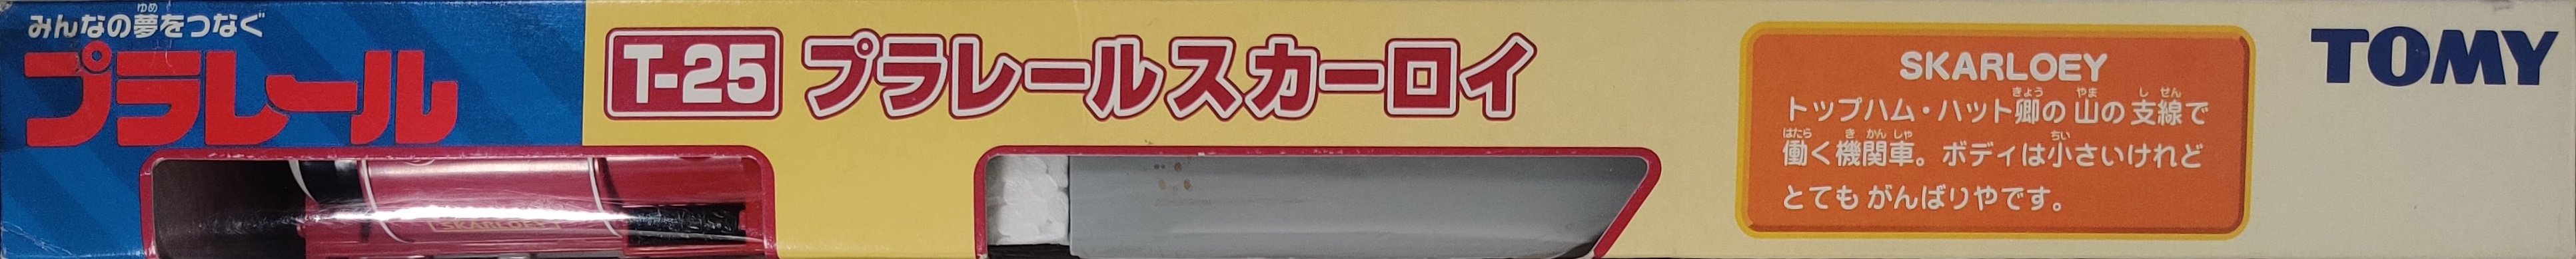 みんなの夢をつなぐ
プラレール
T-25 プラレールスカーロイ
SKARLOEY
トップハム・ハット卿の山の支線で
働く機関車。ボディは小さいけれど
とても がんばりやです。
TOMY
SKARLOEY